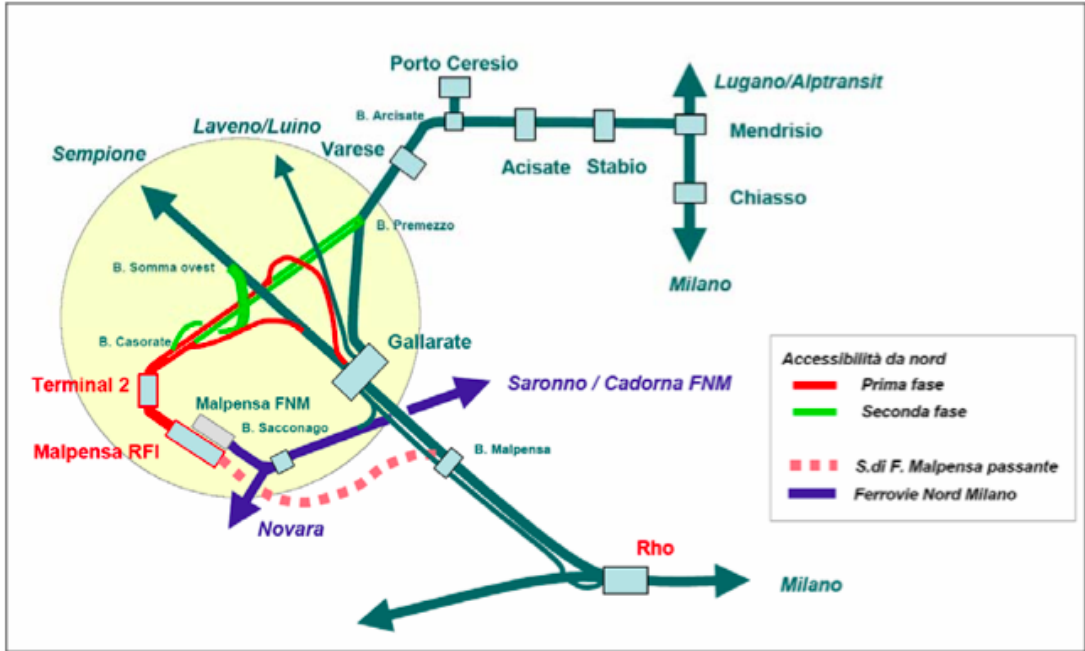 Porto Ceresio
Lugano/Alptransit
B. Arcisate
Laveno/Luino
Mendrisio
Sempione
Varese
Acisate
Stabio
Chiasso
B. Premezzo
B. Somma ovest
Milano
B. Casorate
Gallarate
Accessibilità da nord
Prima fase
Seconda fase
Terminal 2
Saronno / Cadorna FNM
Malpensa FNM
B. Sacconago
Malpensa RFI
B. Malpensa
S.di F. Malpensa passante
Ferrovie Nord Milano
Novara
Rho
Milano